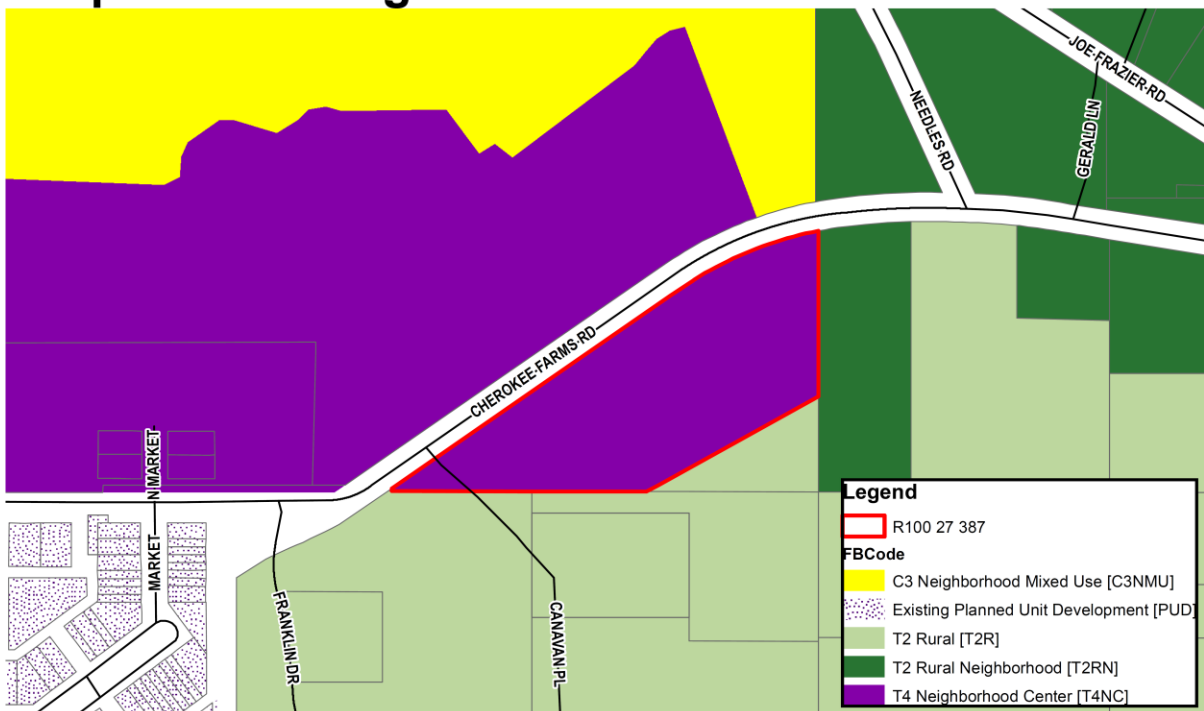 JOE FRAZIER RD
NEEDLES RD
GERALD LN
CHEROKEE FARMS RD
N MARKET
MARKET
FRANKLIN DR
CANAVAN PL
Legend
R100 27 387
FBCode
C3 Neighborhood Mixed Use [C3NMU]
Existing Planned Unit Development [PUD]
T2 Rural [T2R]
T2 Rural Neighborhood [T2RN]
T4 Neighborhood Center [T4NC]